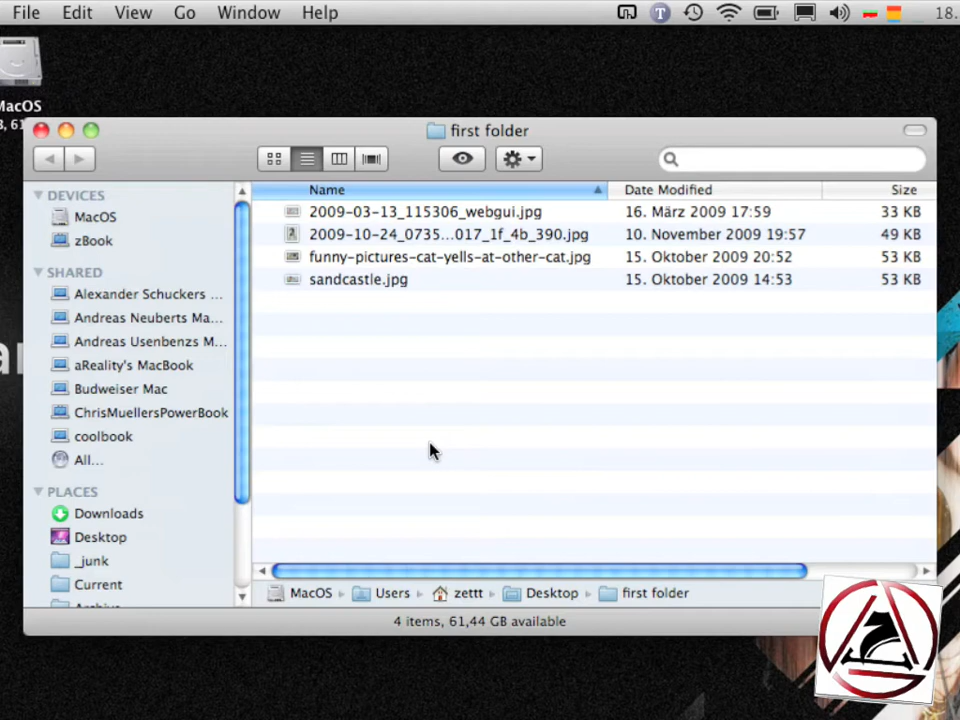 File Edit View Go Window Help 18.
MacOS
first folder
DEVICES
MacOS
zBook
SHARED
Alexander Schuckers ...
Andreas Neuberts Ma...
Andreas Usenbenzs M...
aReality's MacBook
Budweiser Mac
ChrisMuellersPowerBook
coolbook
All...
PLACES
Downloads
Desktop
_junk
Current
Name Date Modified Size
2009-03-13_115306_webgui.jpg 16. März 2009 17:59 33 KB
2009-10-24_0735...017_1f_4b_390.jpg 10. November 2009 19:57 49 KB
funny-pictures-cat-yells-at-other-cat.jpg 15. Oktober 2009 20:52 53 KB
sandcastle.jpg 15. Oktober 2009 14:53 53 KB
MacOS Users zettt Desktop first folder
4 items, 61,44 GB available